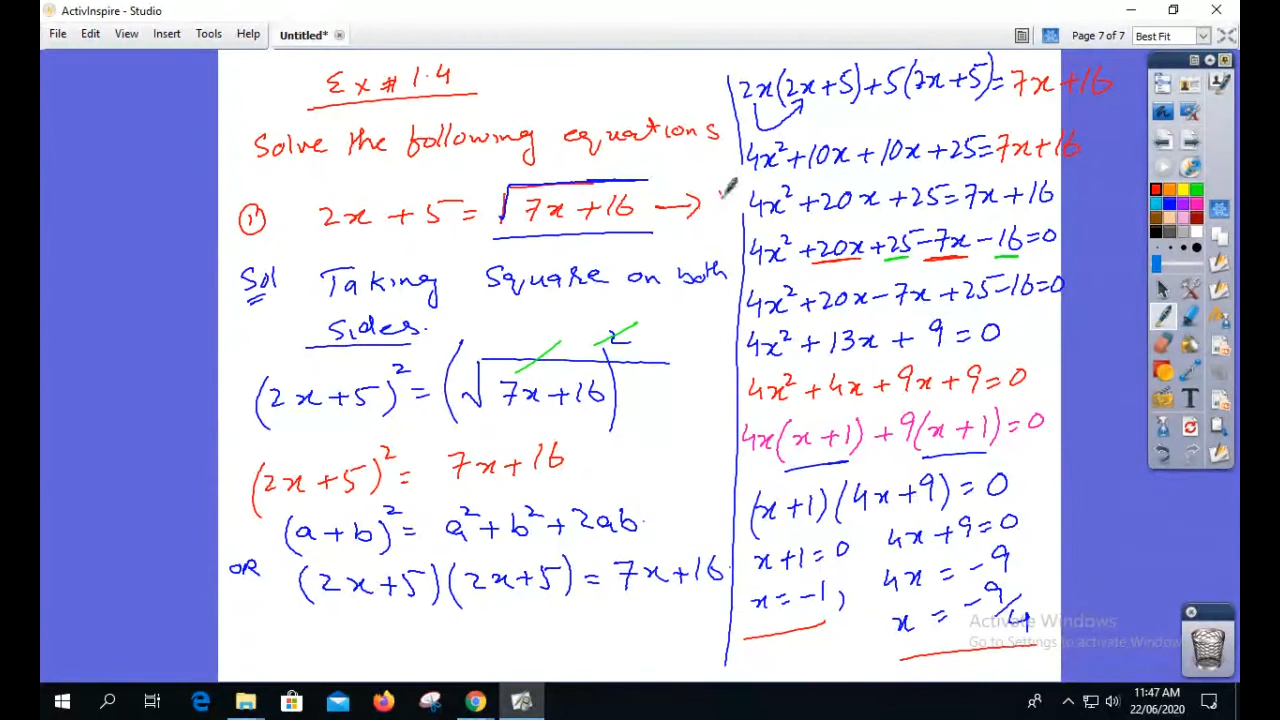 ActivInspire - Studio
File Edit View Insert Tools Help Untitled* Page 7 of 7 Best Fit
Ex # 1.4
Solve the following equations
(i) 2x + 5 = √7x + 16 →
Sol Taking Square on both
sides.
(2x + 5)² = (√7x + 16)²
(2x + 5)² = 7x + 16
(a + b)² = a² + b² + 2ab.
OR (2x + 5)(2x + 5) = 7x + 16
2x(2x + 5) + 5(2x + 5) = 7x + 16
4x² + 10x + 10x + 25 = 7x + 16
4x² + 20x + 25 = 7x + 16
4x² + 20x + 25 - 7x - 16 = 0
4x² + 20x - 7x + 25 - 16 = 0
4x² + 13x + 9 = 0
4x² + 4x + 9x + 9 = 0
4x(x + 1) + 9(x + 1) = 0
(x + 1)(4x + 9) = 0
x + 1 = 0 4x + 9 = 0
x = -1, 4x = -9
x = -9/4
Activate Windows
Go to Settings to activate Windows
11:47 AM
22/06/2020